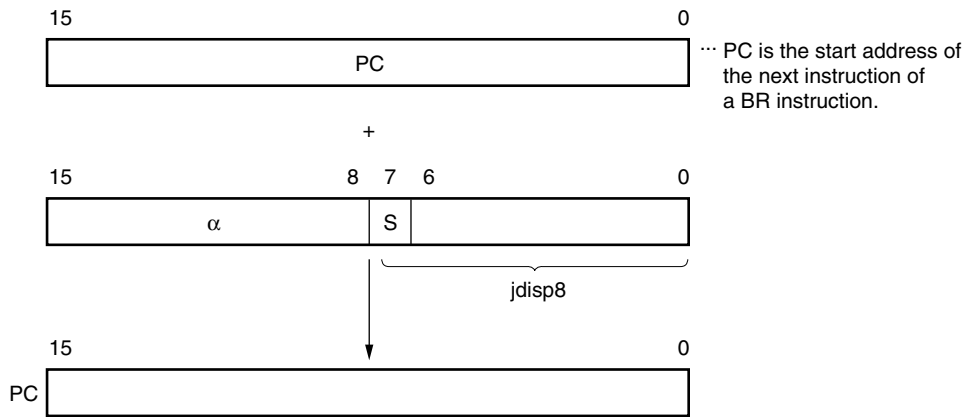 15 0
PC
... PC is the start address of
the next instruction of
a BR instruction.
+
15 8 7 6 0
α S
jdisp8
15 0
PC